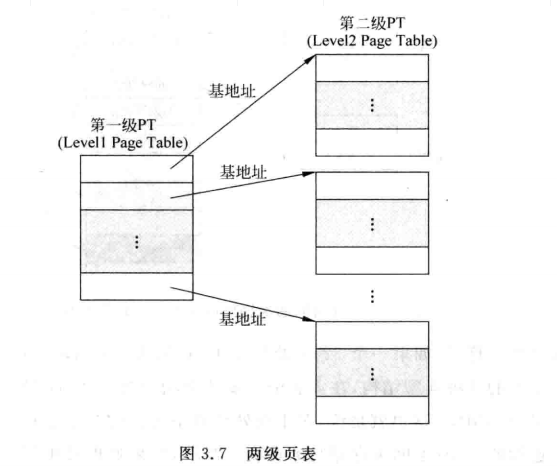 第二级PT
(Level2 Page Table)
基地址
第一级PT
(Level1 Page Table)
基地址
基地址
图 3.7 两级页表